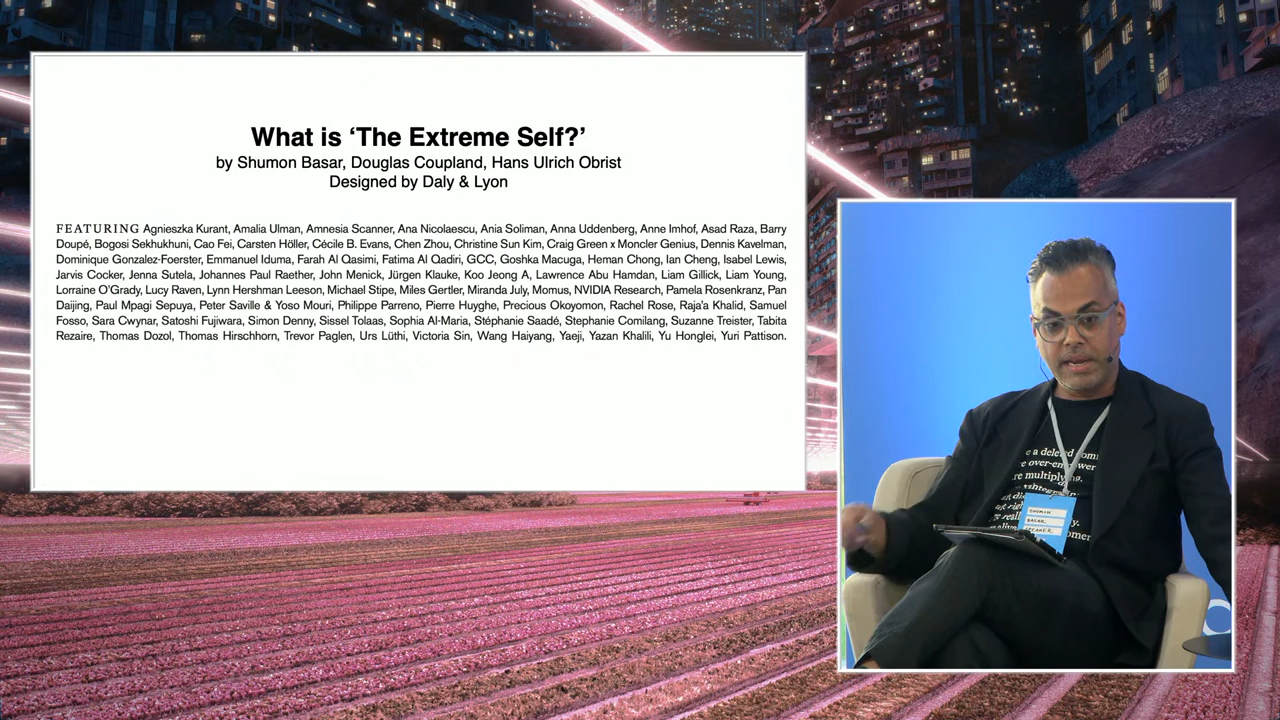 What is ‘The Extreme Self?’
by Shumon Basar, Douglas Coupland, Hans Ulrich Obrist
Designed by Daly & Lyon
FEATURING Agnieszka Kurant, Amalia Ulman, Amnesia Scanner, Ana Nicolaescu, Ania Soliman, Anna Uddenberg, Anne Imhof, Asad Raza, Barry
Doupé, Bogosi Sekhukhuni, Cao Fei, Carsten Höller, Cécile B. Evans, Chen Zhou, Christine Sun Kim, Craig Green x Moncler Genius, Dennis Kavelman,
Dominique Gonzalez-Foerster, Emmanuel Iduma, Farah Al Qasimi, Fatima Al Qadiri, GCC, Goshka Macuga, Heman Chong, Ian Cheng, Isabel Lewis,
Jarvis Cocker, Jenna Sutela, Johannes Paul Raether, John Menick, Jürgen Klauke, Koo Jeong A, Lawrence Abu Hamdan, Liam Gillick, Liam Young,
Lorraine O’Grady, Lucy Raven, Lynn Hershman Leeson, Michael Stipe, Miles Gertler, Miranda July, Momus, NVIDIA Research, Pamela Rosenkranz, Pan
Daijing, Paul Mpagi Sepuya, Peter Saville & Yoso Mouri, Philippe Parreno, Pierre Huyghe, Precious Okoyomon, Rachel Rose, Raja’a Khalid, Samuel
Fosso, Sara Cwynar, Satoshi Fujiwara, Simon Denny, Sissel Tolaas, Sophia Al-Maria, Stéphanie Saadé, Stephanie Comilang, Suzanne Treister, Tabita
Rezaire, Thomas Dozol, Thomas Hirschhorn, Trevor Paglen, Urs Lüthi, Victoria Sin, Wang Haiyang, Yaeji, Yazan Khalili, Yu Honglei, Yuri Pattison.
e a deleted
e over-empower
re multiplying.
SHUMON
BASAR
SPEAKER